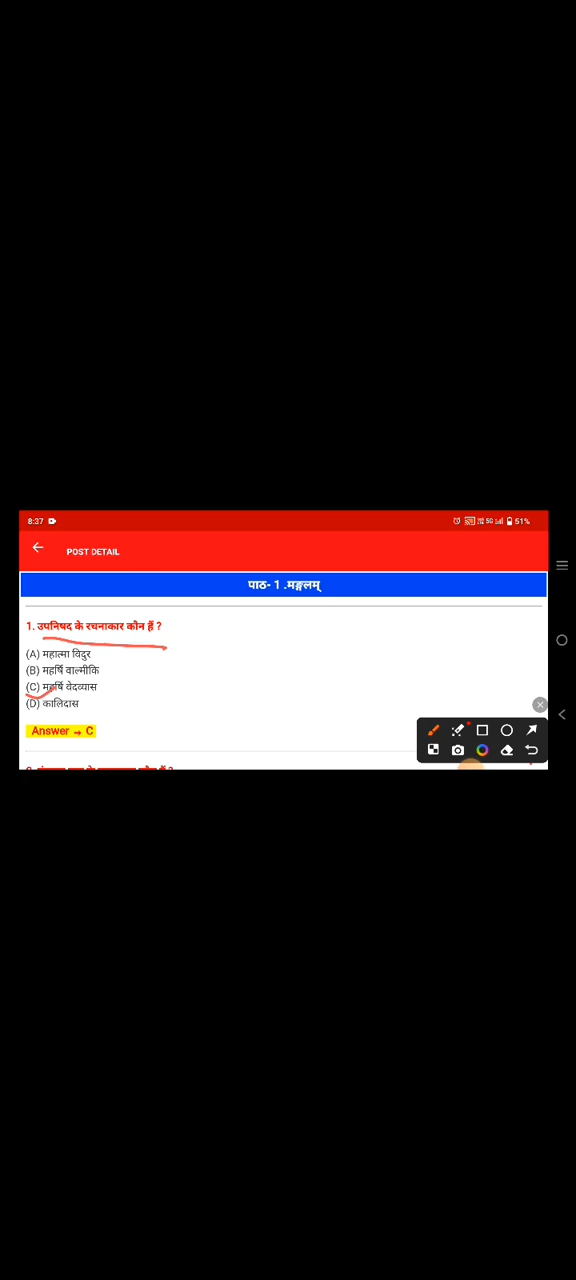 8:37 51%
POST DETAIL
पाठ- 1 .मङ्गलम्
1. उपनिषद के रचनाकार कौन हैं ?
(A) महात्मा विदुर
(B) महर्षि वाल्मीकि
(C) महर्षि वेदव्यास
(D) कालिदास
Answer → C